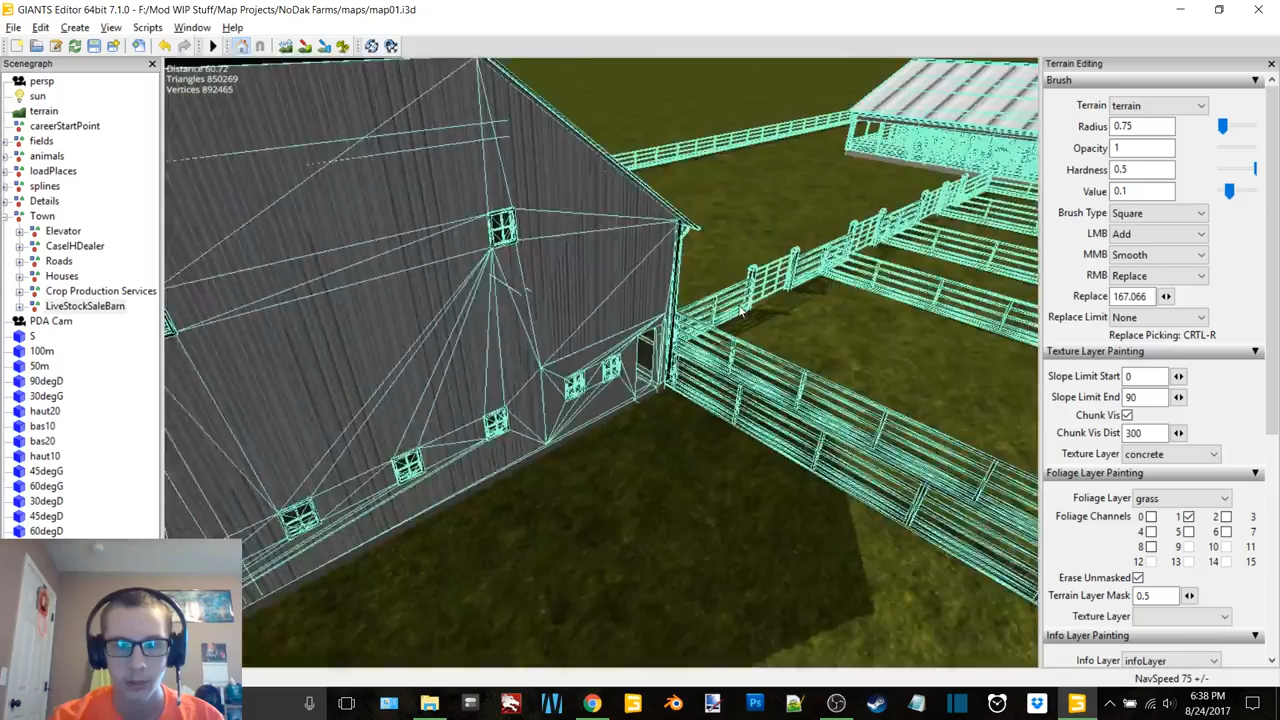 GIANTS Editor 64bit 7.1.0 - F:/Mod WIP Stuff/Map Projects/NoDak Farms/maps/map01.i3d
File Edit Create View Scripts Window Help
Scenegraph
persp
sun
terrain
careerStartPoint
fields
animals
loadPlaces
splines
Details
Town
Elevator
CaseIHDealer
Roads
Houses
Crop Production Services
LiveStockSaleBarn
PDA Cam
S
100m
50m
90degD
30degG
haut20
bas10
bas20
haut10
45degG
60degG
30degD
45degD
60degD
Distance 60.72
Triangles 850269
Vertices 892465
Terrain Editing
Brush
Terrain terrain
Radius 0.75
Opacity 1
Hardness 0.5
Value 0.1
Brush Type Square
LMB Add
MMB Smooth
RMB Replace
Replace 167.066
Replace Limit None
Replace Picking: CRTL-R
Texture Layer Painting
Slope Limit Start 0
Slope Limit End 90
Chunk Vis
Chunk Vis Dist 300
Texture Layer concrete
Foliage Layer Painting
Foliage Layer grass
Foliage Channels 0 1 2 3
4 5 6 7
8 9 10 11
12 13 14 15
Erase Unmasked
Terrain Layer Mask 0.5
Texture Layer
Info Layer Painting
Info Layer infoLayer
NavSpeed 75 +/-
6:38 PM
8/24/2017